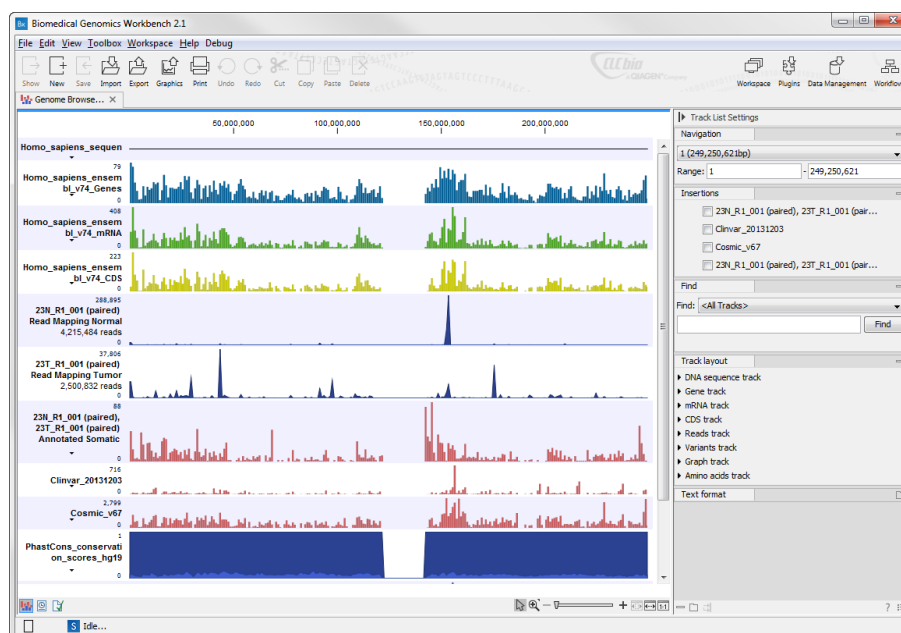 Biomedical Genomics Workbench 2.1
File Edit View Toolbox Workspace Help Debug
CLCbio
Show New Save Import Export Graphics Print Undo Redo Cut Copy Paste Delete Workspace Plugins Data Management Workflow
Genome Browse...
50,000,000 100,000,000 150,000,000 200,000,000
Homo_sapiens_sequen
79
Homo_sapiens_ensem
bl_v74_Genes
0
408
Homo_sapiens_ensem
bl_v74_mRNA
0
223
Homo_sapiens_ensem
bl_v74_CDS
0
288,895
23N_R1_001 (paired)
Read Mapping Normal
4,215,484 reads
0
37,806
23T_R1_001 (paired)
Read Mapping Tumor
2,500,832 reads
0
88
23N_R1_001 (paired),
23T_R1_001 (paired)
Annotated Somatic
0
716
Clinvar_20131203
0
2,799
Cosmic_v67
0
1
PhastCons_conservati
on_scores_hg19
0
Track List Settings
Navigation
1 (249,250,621bp)
Range: 1 - 249,250,621
Insertions
23N_R1_001 (paired), 23T_R1_001 (pair...
Clinvar_20131203
Cosmic_v67
23N_R1_001 (paired), 23T_R1_001 (pair...
Find
Find: <All Tracks>
Find
Track layout
DNA sequence track
Gene track
mRNA track
CDS track
Reads track
Variants track
Graph track
Amino acids track
Text format
Idle...